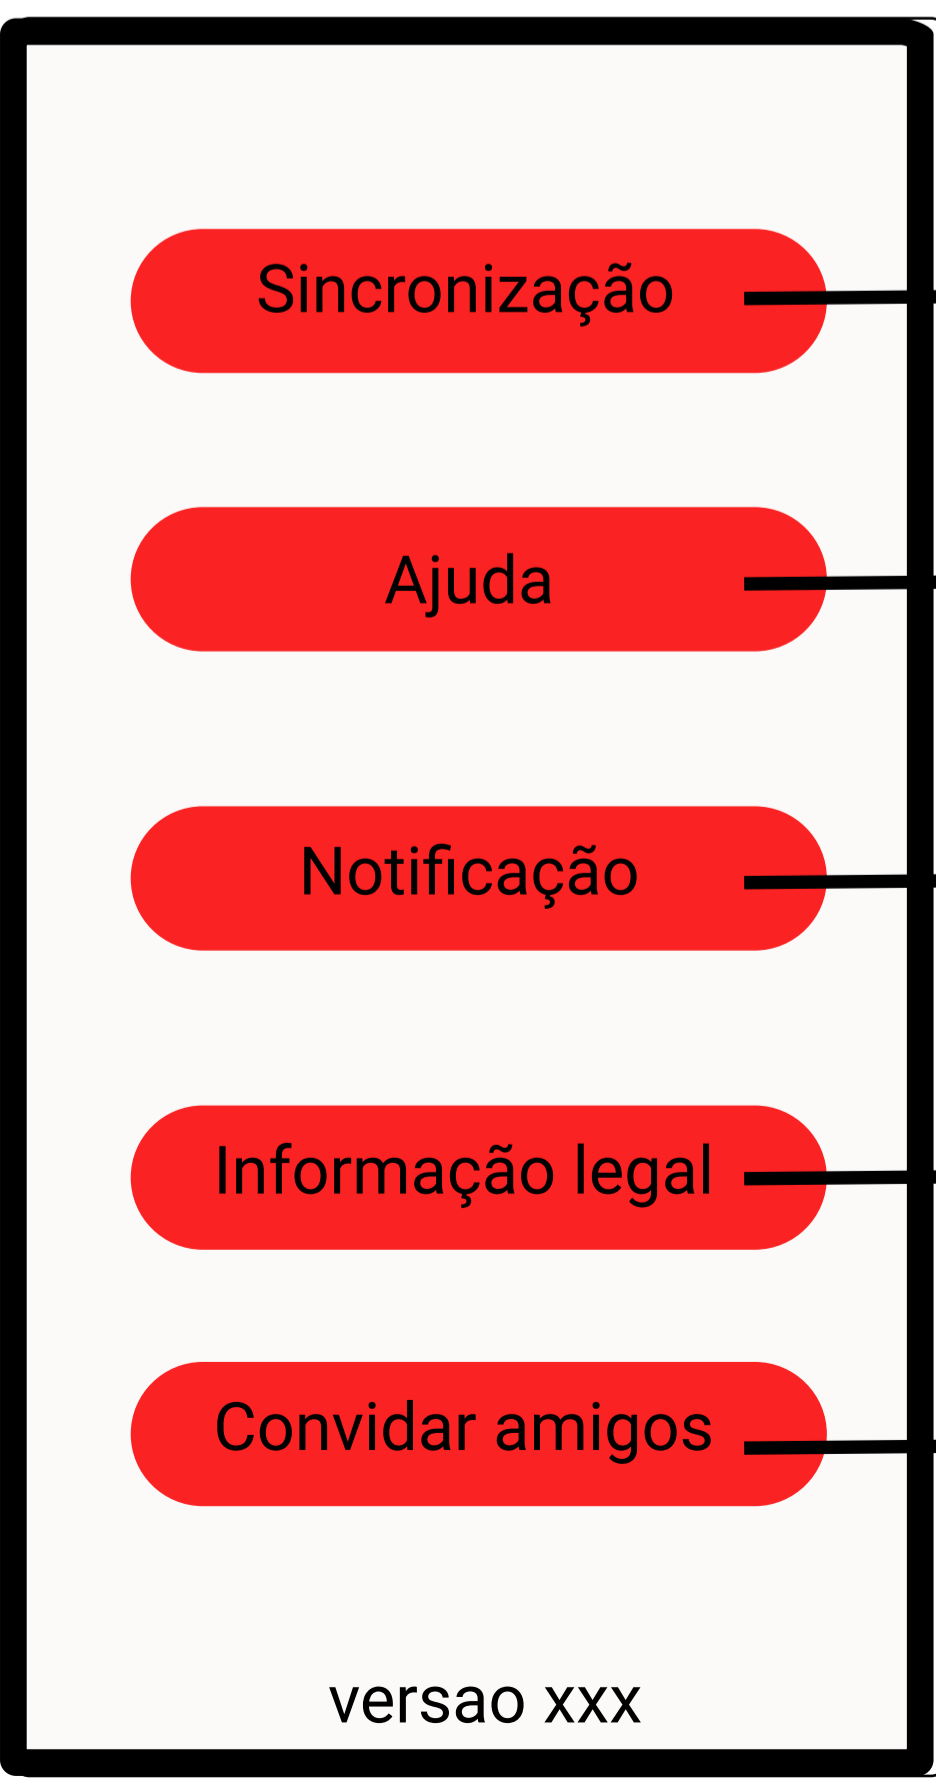 Sincronização
Ajuda
Notificação
Informação legal
Convidar amigos
versao xxx